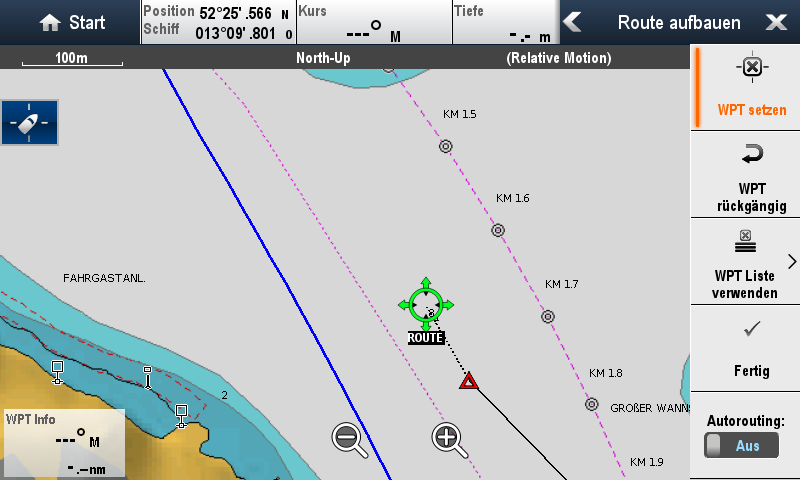 Start
Position 52°25'.566 N
Schiff 013°09'.801 O
Kurs
---° M
Tiefe
-.- m
Route aufbauen
100m
North-Up
(Relative Motion)
WPT setzen
WPT
rückgängig
WPT Liste
verwenden
Fertig
Autorouting:
Aus
KM 1.5
KM 1.6
KM 1.7
KM 1.8
KM 1.9
FAHRGASTANL.
GROßER WANNS
ROUTE
2
WPT Info
---° M
-.--nm